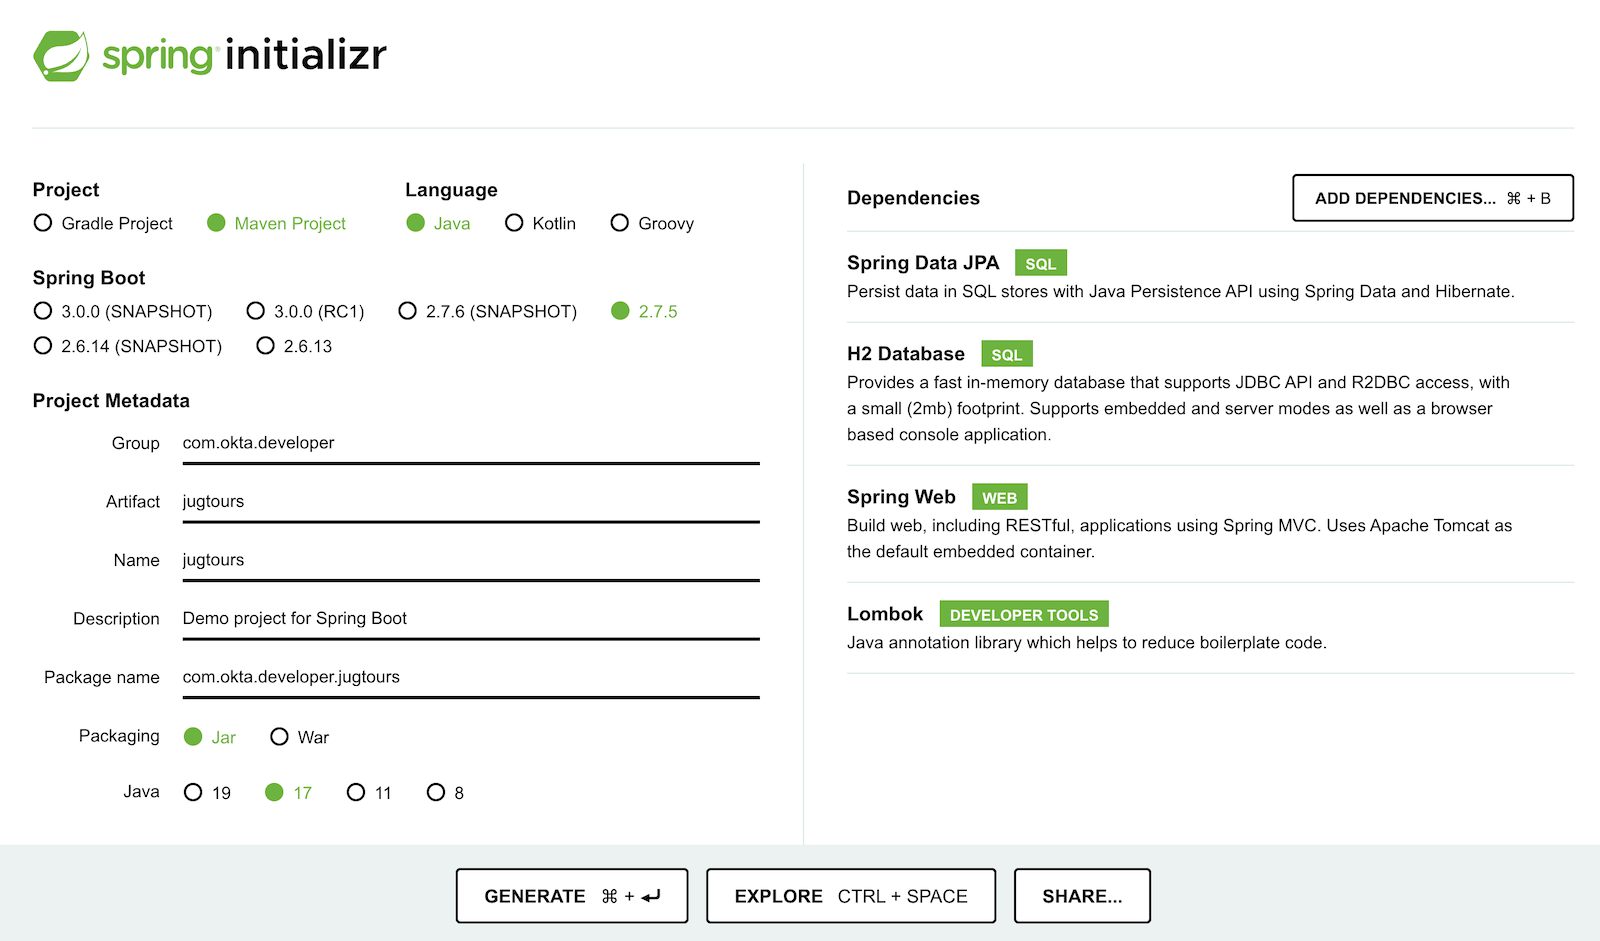 spring initializr
Project
Gradle Project Maven Project
Language
Java Kotlin Groovy
Spring Boot
3.0.0 (SNAPSHOT) 3.0.0 (RC1) 2.7.6 (SNAPSHOT) 2.7.5
2.6.14 (SNAPSHOT) 2.6.13
Project Metadata
Group com.okta.developer
Artifact jugtours
Name jugtours
Description Demo project for Spring Boot
Package name com.okta.developer.jugtours
Packaging Jar War
Java 19 17 11 8
Dependencies
ADD DEPENDENCIES... ⌘ + B
Spring Data JPA SQL
Persist data in SQL stores with Java Persistence API using Spring Data and Hibernate.
H2 Database SQL
Provides a fast in-memory database that supports JDBC API and R2DBC access, with
a small (2mb) footprint. Supports embedded and server modes as well as a browser
based console application.
Spring Web WEB
Build web, including RESTful, applications using Spring MVC. Uses Apache Tomcat as
the default embedded container.
Lombok DEVELOPER TOOLS
Java annotation library which helps to reduce boilerplate code.
GENERATE ⌘ + ↵
EXPLORE CTRL + SPACE
SHARE...